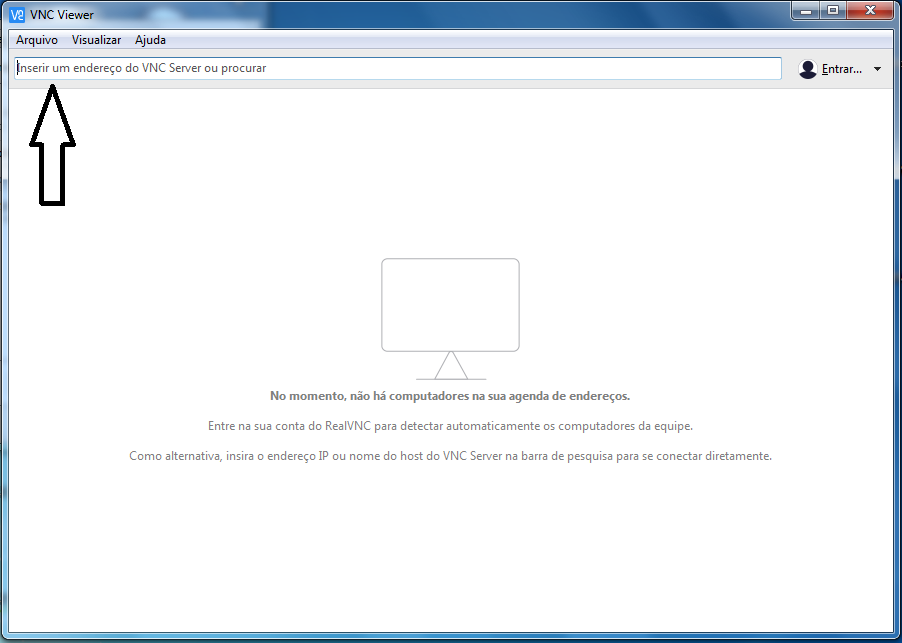 VNC Viewer
Arquivo Visualizar Ajuda
Inserir um endereço do VNC Server ou procurar
Entrar...
No momento, não há computadores na sua agenda de endereços.
Entre na sua conta do RealVNC para detectar automaticamente os computadores da equipe.
Como alternativa, insira o endereço IP ou nome do host do VNC Server na barra de pesquisa para se conectar diretamente.